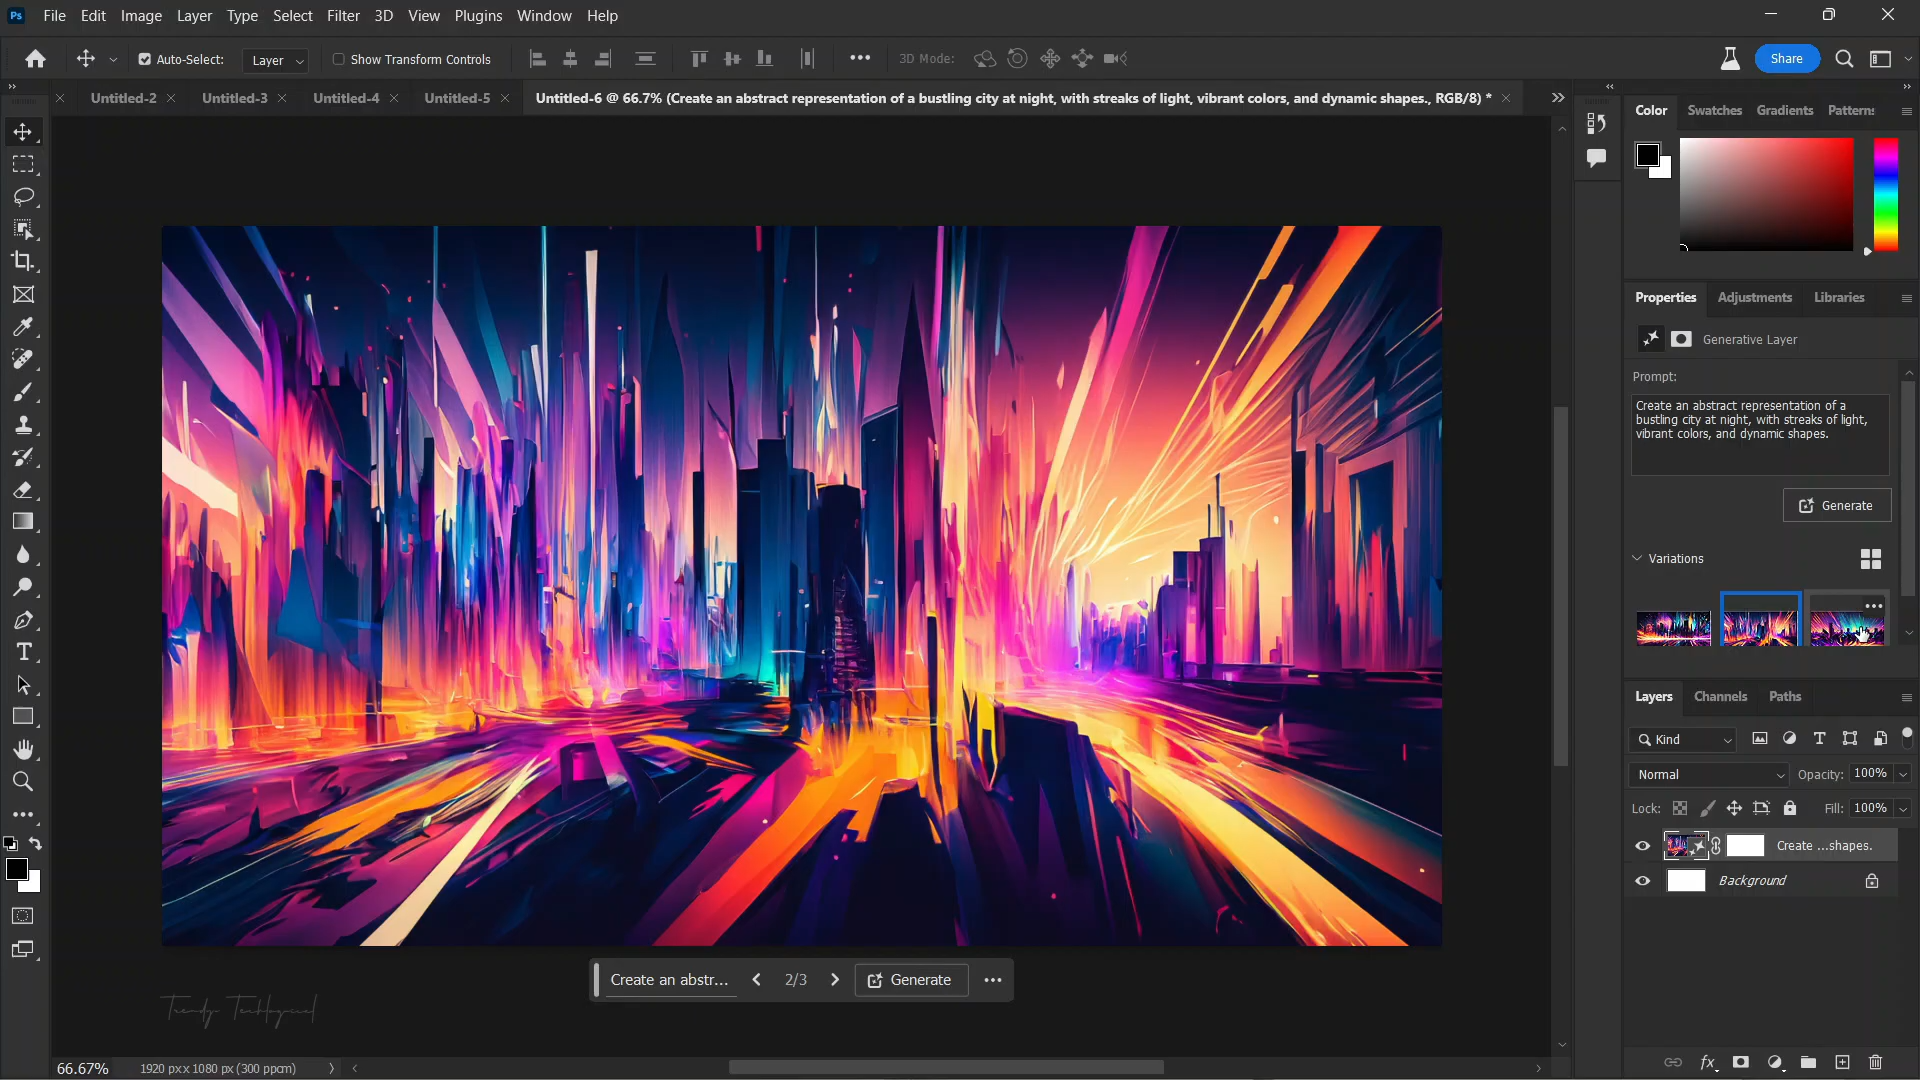 Ps File Edit Image Layer Type Select Filter 3D View Plugins Window Help
Auto-Select: Layer Show Transform Controls 3D Mode: Share
Untitled-2 Untitled-3 Untitled-4 Untitled-5 Untitled-6 @ 66.7% (Create an abstract representation of a bustling city at night, with streaks of light, vibrant colors, and dynamic shapes., RGB/8) *
Color Swatches Gradients Patterns
Properties Adjustments Libraries
Generative Layer
Prompt:
Create an abstract representation of a
bustling city at night, with streaks of light,
vibrant colors, and dynamic shapes.
Generate
Variations
Layers Channels Paths
Kind
Normal Opacity: 100%
Lock: Fill: 100%
Create ...shapes.
Background
Create an abstr... 2/3 Generate
66.67% 1920 px x 1080 px (300 ppcm)